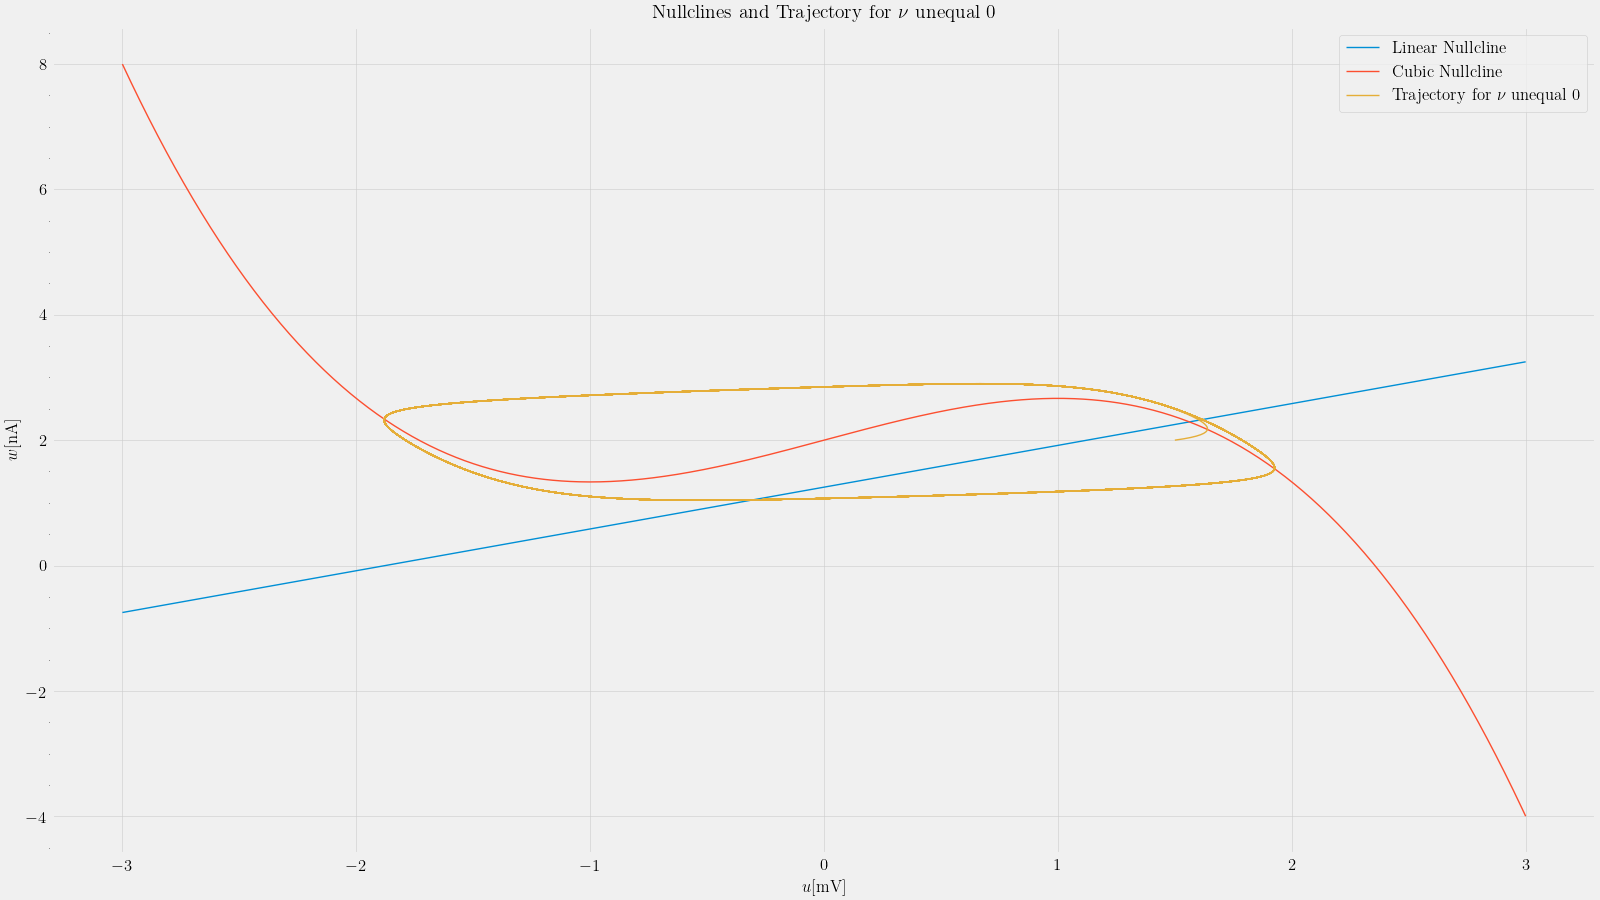 Nullclines and Trajectory for ν unequal 0
Linear Nullcline
Cubic Nullcline
Trajectory for ν unequal 0
8
6
4
2
0
−2
−4
w[nA]
−3 −2 −1 0 1 2 3
u[mV]